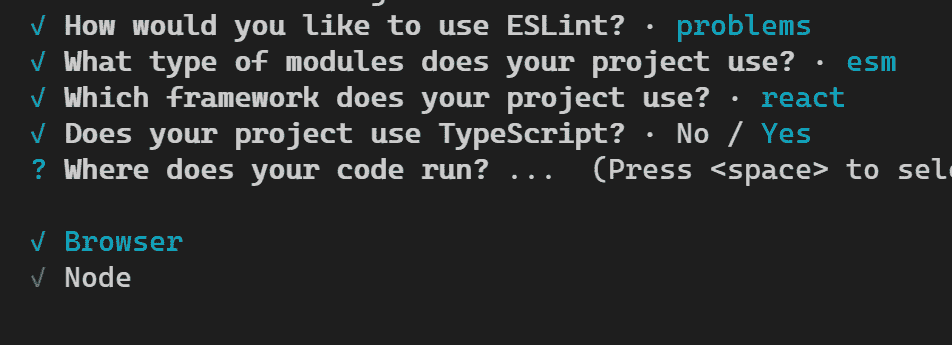 √ How would you like to use ESLint? · problems
√ What type of modules does your project use? · esm
√ Which framework does your project use? · react
√ Does your project use TypeScript? · No / Yes
? Where does your code run? ... (Press <space> to sel
√ Browser
√ Node